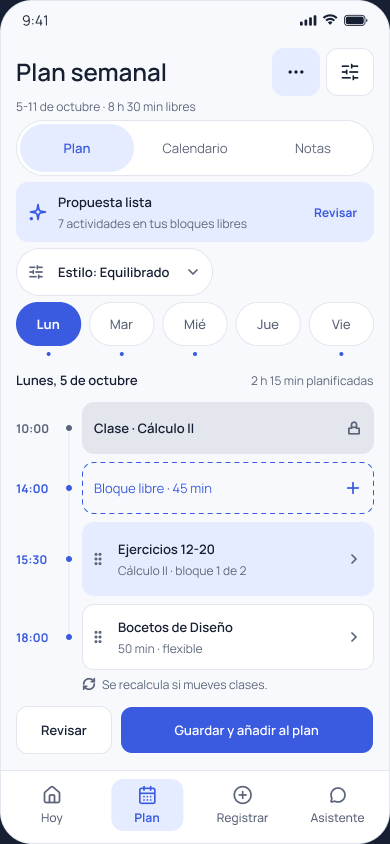 9:41
Plan semanal
5-11 de octubre · 8 h 30 min libres
Plan
Calendario
Notas
Propuesta lista
7 actividades en tus bloques libres
Revisar
Estilo: Equilibrado
Lun
Mar
Mié
Jue
Vie
Lunes, 5 de octubre
2 h 15 min planificadas
10:00
Clase · Cálculo II
14:00
Bloque libre · 45 min
15:30
Ejercicios 12-20
Cálculo II · bloque 1 de 2
18:00
Bocetos de Diseño
50 min · flexible
Se recalcula si mueves clases.
Revisar
Guardar y añadir al plan
Hoy
Plan
Registrar
Asistente